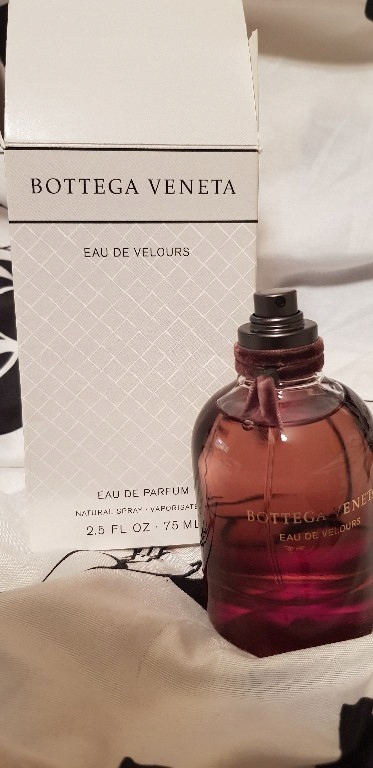 BOTTEGA VENETA
EAU DE VELOURS
EAU DE PARFUM
NATURAL SPRAY · VAPORISATE
2.5 FL OZ · 75 ML
BOTTEGA VENETA
EAU DE VELOURS